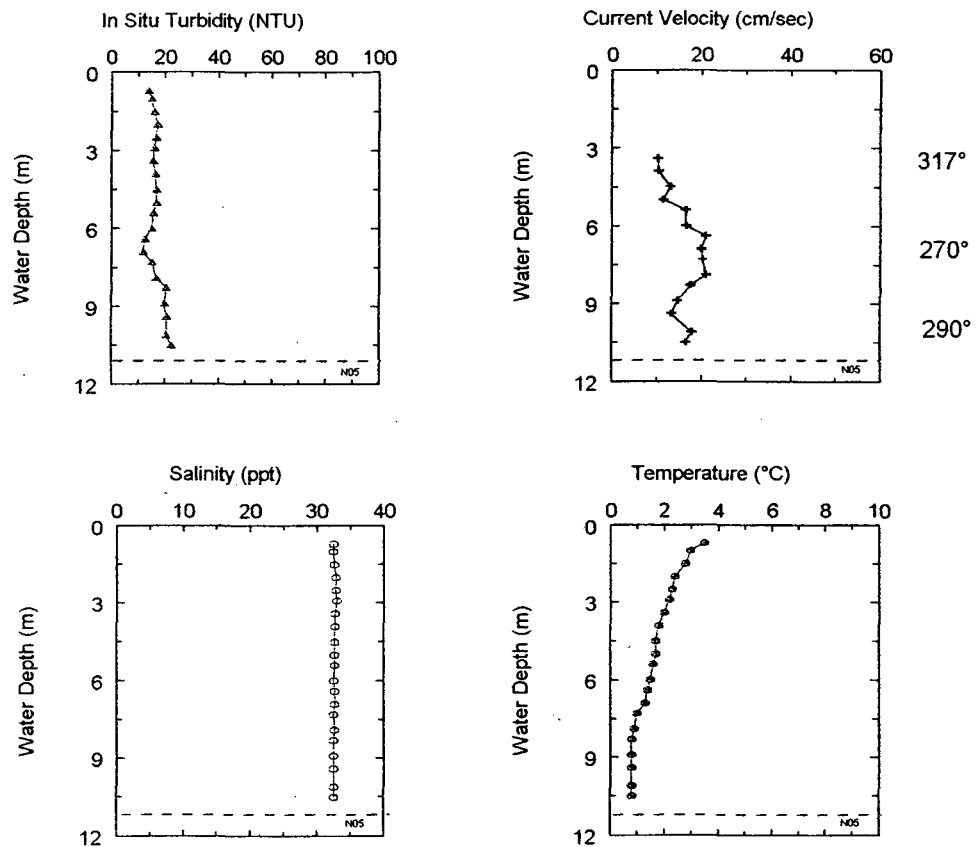 In Situ Turbidity (NTU)
0 20 40 60 80 100
0
3
6
9
12
Water Depth (m)
N05
Current Velocity (cm/sec)
0 20 40 60
0
3
6
9
12
Water Depth (m)
N05
317°
270°
290°
Salinity (ppt)
0 10 20 30 40
0
3
6
9
12
Water Depth (m)
N05
Temperature (°C)
0 2 4 6 8 10
0
3
6
9
12
Water Depth (m)
N05